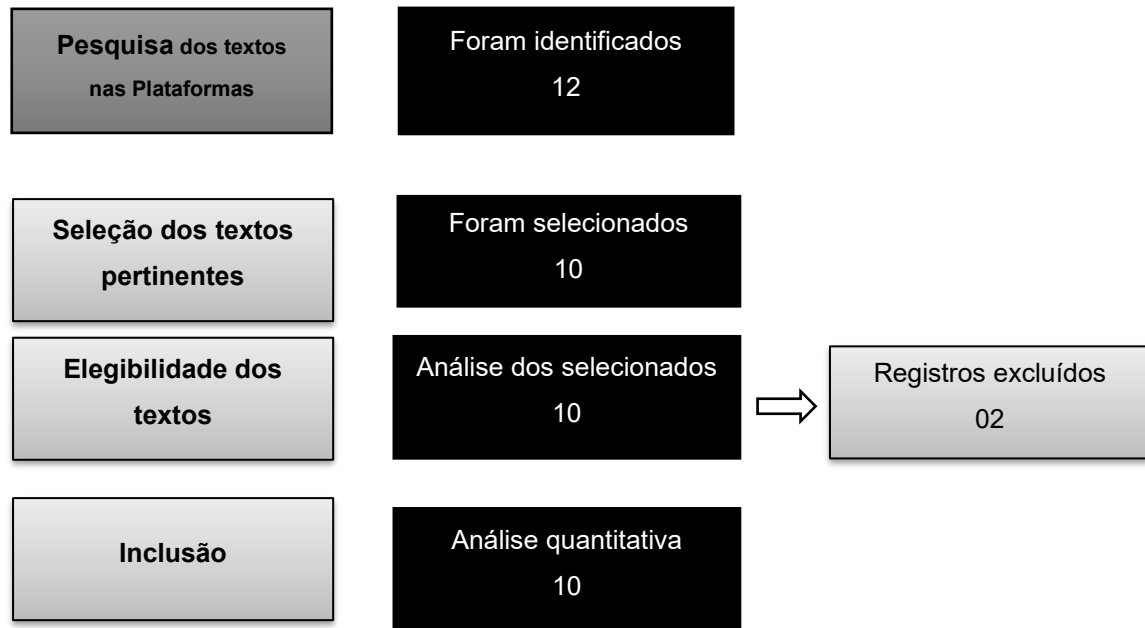 Pesquisa dos textos
nas Plataformas
Foram identificados
12
Seleção dos textos
pertinentes
Foram selecionados
10
Elegibilidade dos
textos
Análise dos selecionados
10
Registros excluídos
02
Inclusão
Análise quantitativa
10